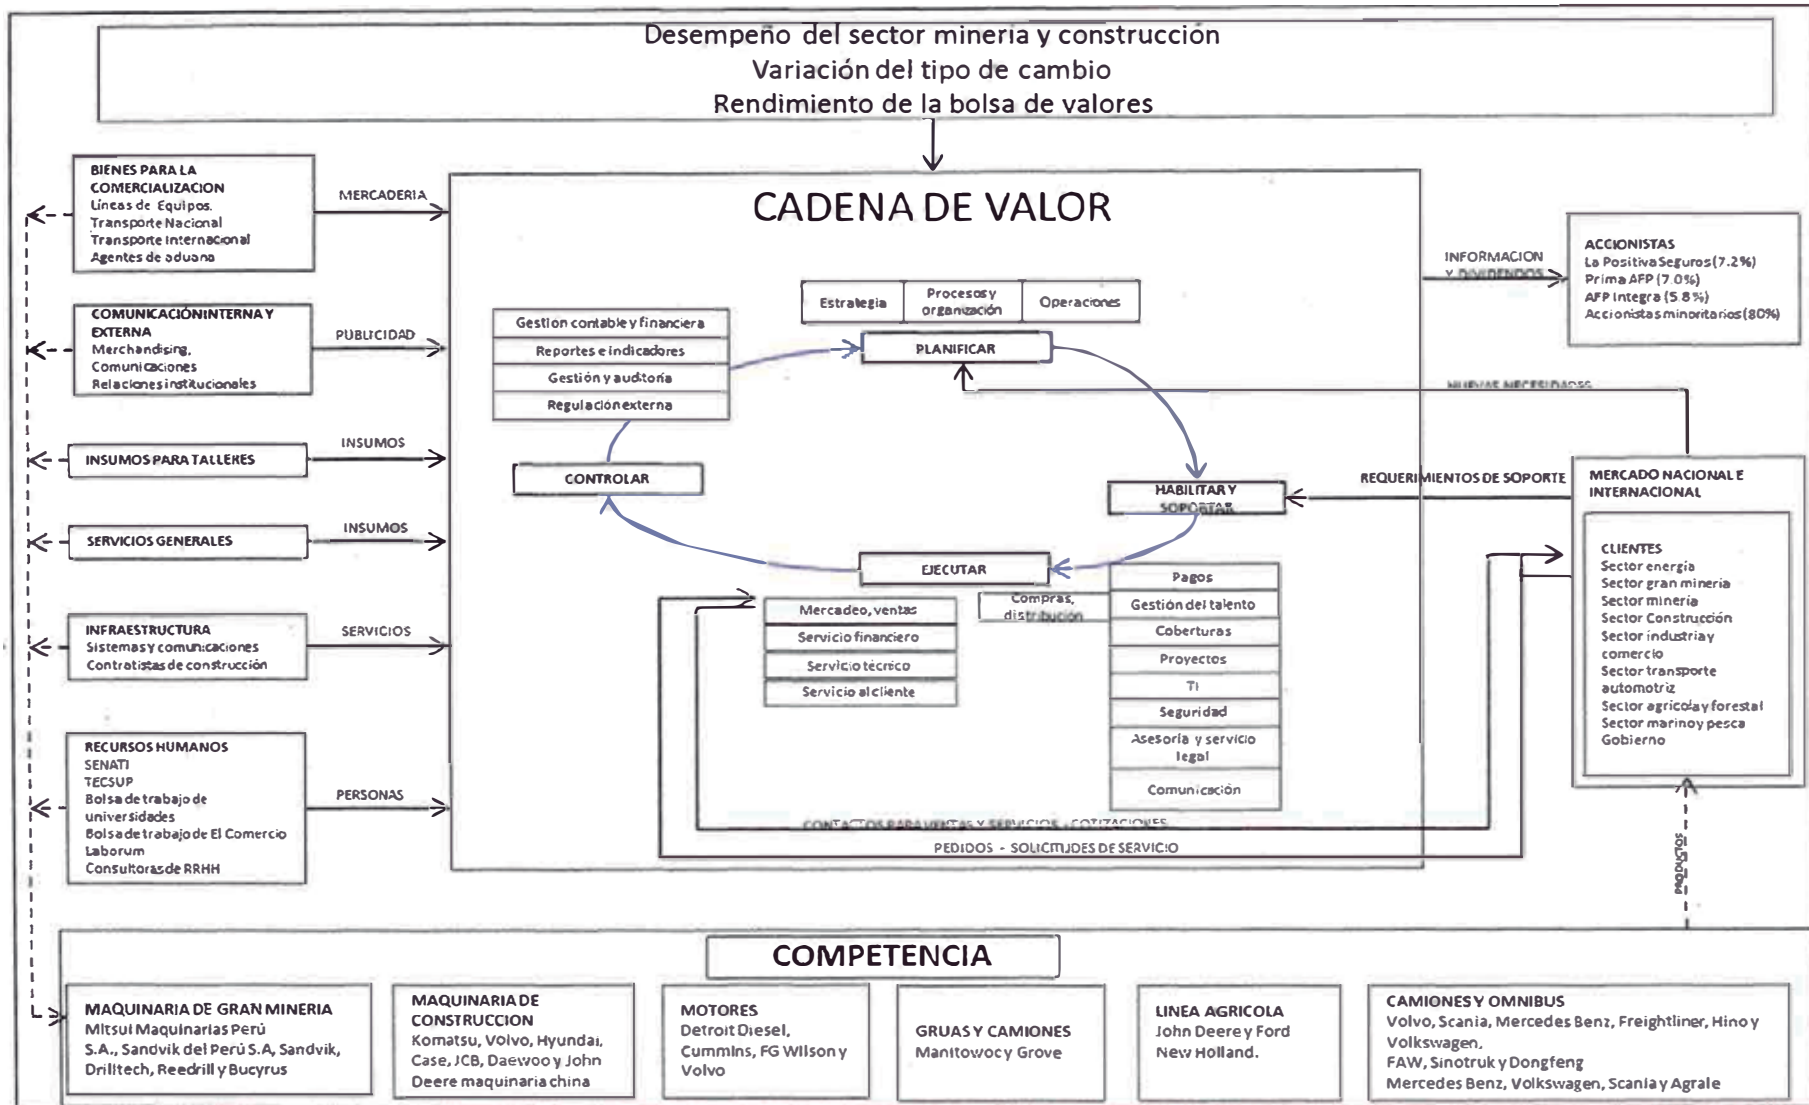 Desempeño del sector mineria y construcción
Variación del tipo de cambio
Rendimiento de la bolsa de valores
BIENES PARA LA
COMERCIALIZACION
Líneas de Equipos.
Transporte Nacional
Transporte Internacional
Agentes de aduana
MERCADERIA
COMUNICACIÓN INTERNA Y
EXTERNA
Merchandising,
Comunicaciones
Relaciones institucionales
PUBLICIDAD
INSUMOS PARA TALLERES
INSUMOS
SERVICIOS GENERALES
INSUMOS
INFRAESTRUCTURA
Sistemas y comunicaciones
Contratistas de construcción
SERVICIOS
RECURSOS HUMANOS
SENATI
TECSUP
Bolsa de trabajo de
universidades
Bolsa de trabajo de El Comercio
Laborum
Consultoras de RRHH
PERSONAS
CADENA DE VALOR
Estrategia
Procesos y
organización
Operaciones
PLANIFICAR
Gestion contable y financiera
Reportes e indicadores
Gestión y auditoría
Regulación externa
CONTROLAR
HABILITAR Y
SOPORTAR
EJECUTAR
Mercadeo, ventas
Servicio financiero
Servicio técnico
Servicio al cliente
Compras,
distribución
Pagos
Gestión del talento
Coberturas
Proyectos
TI
Seguridad
Asesoría y servicio
legal
Comunicación
CONTACTOS PARA VENTAS Y SERVICIOS - COTIZACIONES
PEDIDOS - SOLICITUDES DE SERVICIO
INFORMACION
Y DIVIDENDOS
ACCIONISTAS
La Positiva Seguros (7.2%)
Prima AFP (7.0%)
AFP Integra (5.8%)
Accionistas minoritarios (80%)
NUEVAS NECESIDADES
REQUERIMIENTOS DE SOPORTE
MERCADO NACIONAL E
INTERNACIONAL
CLIENTES
Sector energía
Sector gran mineria
Sector minería
Sector Construcción
Sector industria y
comercio
Sector transporte
automotriz
Sector agricola y forestal
Sector marino y pesca
Gobierno
PRODUCTOS
COMPETENCIA
MAQUINARIA DE GRAN MINERIA
Mitsui Maquinarias Perú
S.A., Sandvik del Perú S.A, Sandvik,
Drilltech, Reedrill y Bucyrus
MAQUINARIA DE
CONSTRUCCION
Komatsu, Volvo, Hyundai,
Case, JCB, Daewoo y John
Deere maquinaria china
MOTORES
Detroit Diesel,
Cummins, FG Wilson y
Volvo
GRUAS Y CAMIONES
Manitowoc y Grove
LINEA AGRICOLA
John Deere y Ford
New Holland.
CAMIONES Y OMNIBUS
Volvo, Scania, Mercedes Benz, Freightliner, Hino y
Volkswagen,
FAW, Sinotruk y Dongfeng
Mercedes Benz, Volkswagen, Scania y Agrale